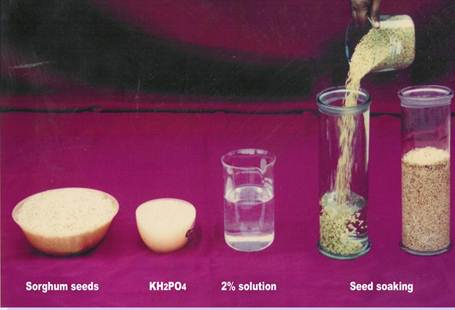 Sorghum seeds
KH2PO4
2% solution
Seed soaking